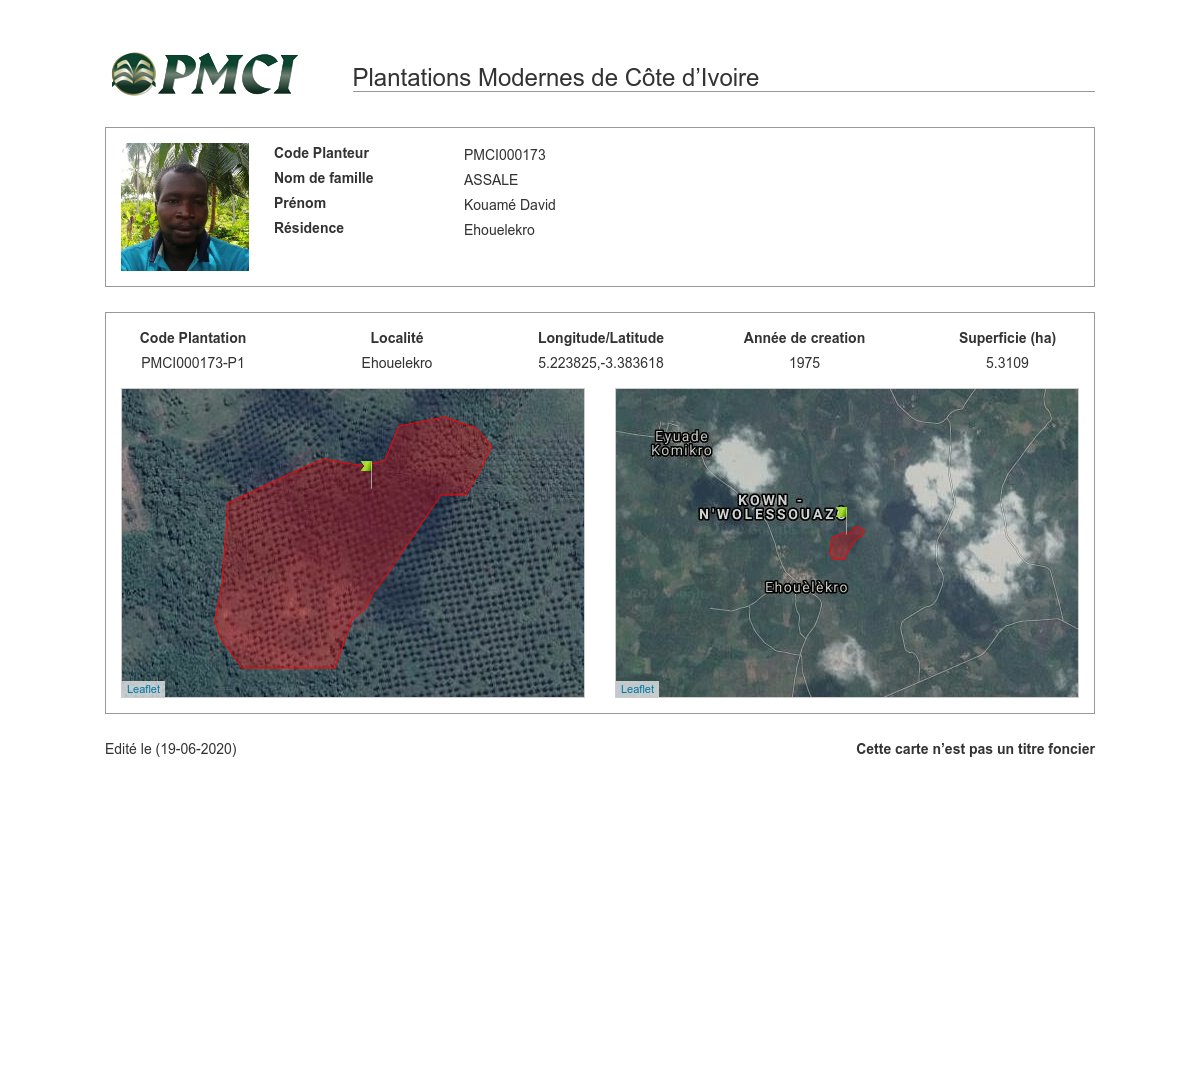 PMCI
Plantations Modernes de Côte d’Ivoire
Code Planteur PMCI000173
Nom de famille ASSALE
Prénom Kouamé David
Résidence Ehouelekro
Code Plantation Localité Longitude/Latitude Année de creation Superficie (ha)
PMCI000173-P1 Ehouelekro 5.223825,-3.383618 1975 5.3109
Leaflet
Eyuade
Komikro
KOWN -
Ehouèlèkro
Leaflet
Edité le (19-06-2020)
Cette carte n’est pas un titre foncier